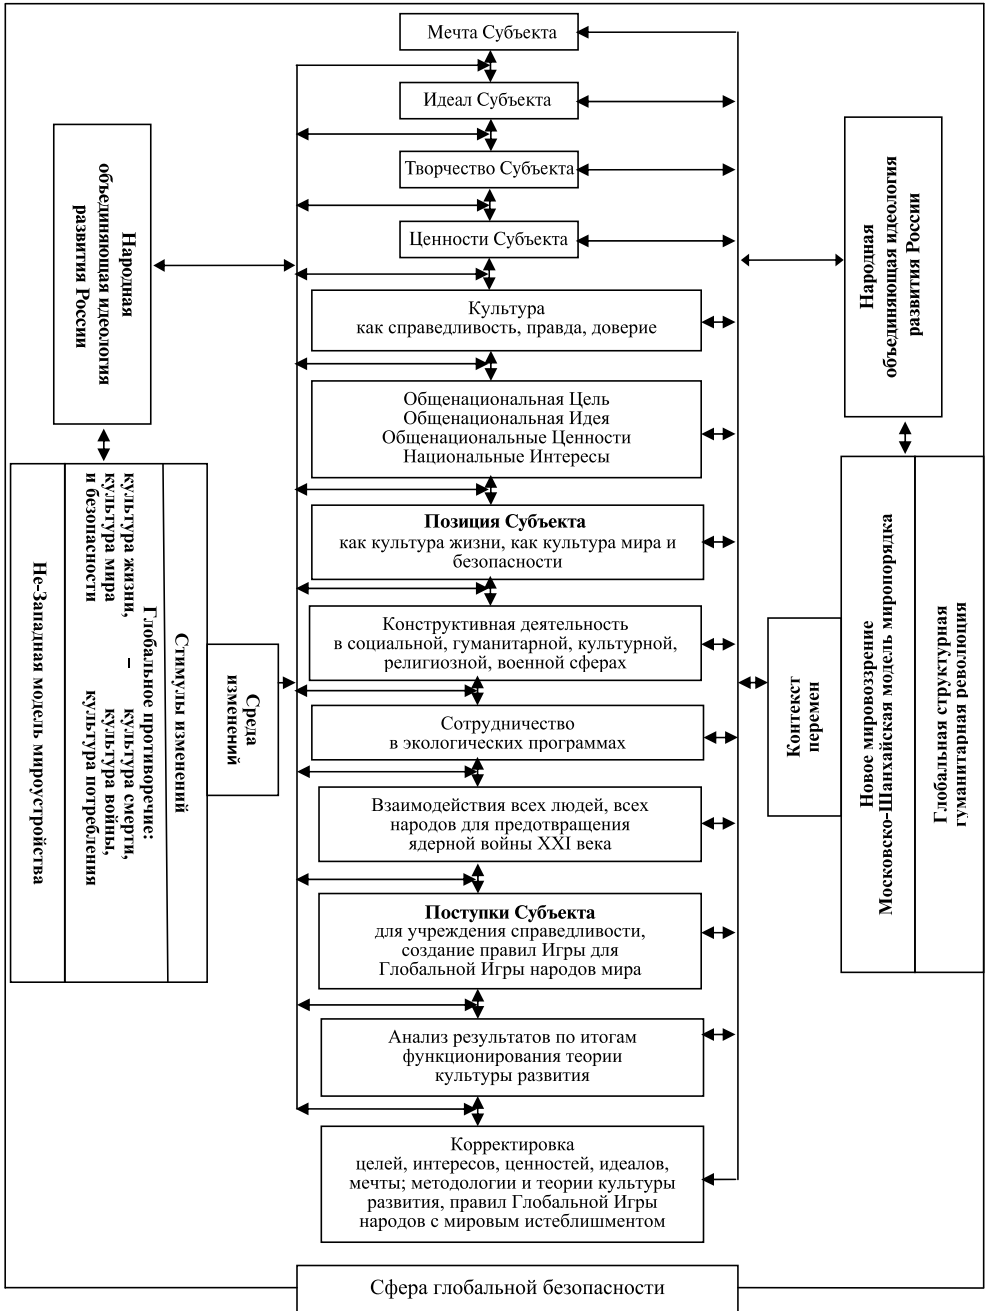 Мечта Субъекта
Идеал Субъекта
Творчество Субъекта
Ценности Субъекта
Культура
как справедливость, правда, доверие
Общенациональная Цель
Общенациональная Идея
Общенациональные Ценности
Национальные Интересы
Позиция Субъекта
как культура жизни, как культура мира и
безопасности
Конструктивная деятельность
в социальной, гуманитарной, культурной,
религиозной, военной сферах
Сотрудничество
в экологических программах
Взаимодействия всех людей, всех
народов для предотвращения
ядерной войны XXI века
Поступки Субъекта
для учреждения справедливости,
создание правил Игры для
Глобальной Игры народов мира
Анализ результатов по итогам
функционирования теории
культуры развития
Корректировка
целей, интересов, ценностей, идеалов,
мечты; методологии и теории культуры
развития, правил Глобальной Игры
народов с мировым истеблишментом
Сфера глобальной безопасности
Народная
объединяющая идеология
развития России
Среда
изменений
Стимулы изменений
Глобальное противоречие:
культура жизни, – культура смерти,
культура мира культура войны,
и безопасности культура потребления
Не-Западная модель мироустройства
Народная
объединяющая идеология
развития России
Контекст
перемен
Новое мировоззрение
Московско-Шанхайская модель миропорядка
Глобальная структурная
гуманитарная революция